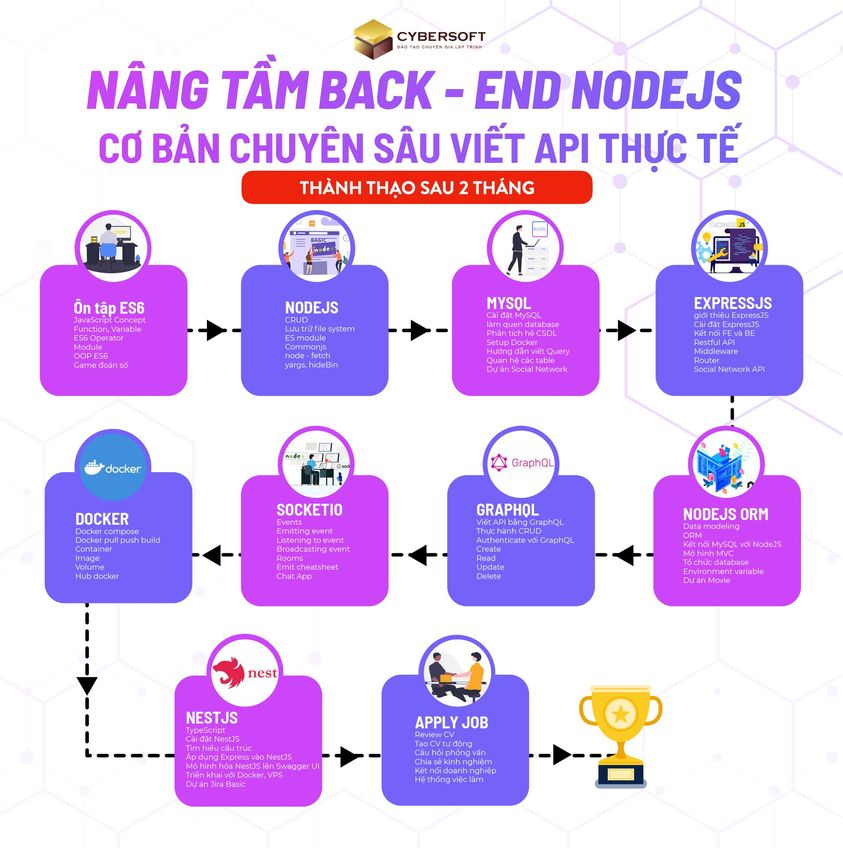 CYBERSOFT
ĐÀO TẠO CHUYÊN GIA LẬP TRÌNH
NÂNG TẦM BACK - END NODEJS
CƠ BẢN CHUYÊN SÂU VIẾT API THỰC TẾ
THÀNH THẠO SAU 2 THÁNG
Ôn tập ES6
JavaScript Concept
Function, Variable
ES6 Operator
Module
OOP ES6
Game đoán số
BASIC
node
NODEJS
CRUD
Lưu trữ file system
ES module
Commonjs
node - fetch
yargs, hideBin
MySQL
MYSQL
Cài đặt MySQL
làm quen database
Phân tích hê CSDL
Setup Docker
Hướng dẫn viết Query
Quan hê các table
Dự án Social Network
EXPRESSJS
giới thiệu ExpressJS
Cài đặt ExpressJS
Kết nối FE và BE
Restful API
Middleware
Router
Social Network API
docker
DOCKER
Docker compose
Docker pull push build
Container
Image
Volume
Hub docker
SOCKETIO
Events
Emitting event
Listening to event
Broadcasting event
Rooms
Emit cheatsheet
Chat App
GraphQL
GRAPHQL
Viết API bằng GraphQL
Thực hành CRUD
Authenticate với GraphQL
Create
Read
Update
Delete
NODEJS ORM
Data modeling
ORM
Kết nối MySQL với NodeJS
Mô hình MVC
Tổ chức database
Environment variable
Dự án Movie
nest
NESTJS
TypeScript
Cài đặt NestJS
Tìm hiểu cấu trúc
Áp dụng Express vào NestJS
Mô hình hóa NestJS lên Swagger UI
Triển khai với Docker, VPS
Dự án Jira Basic
APPLY JOB
Review CV
Tạo CV tự động
Câu hỏi phỏng vấn
Chia sẻ kinh nghiệm
Kết nối doanh nghiệp
Hệ thống việc làm